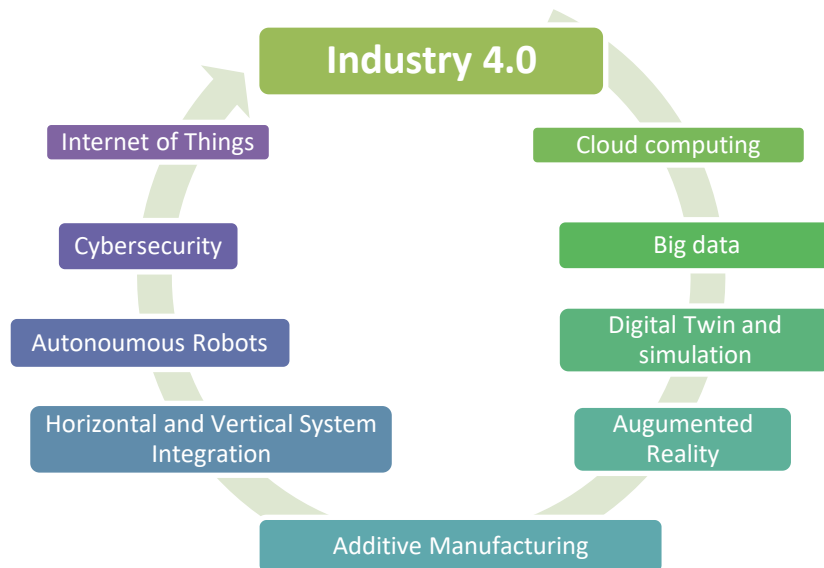 Industry 4.0
Cloud computing
Big data
Digital Twin and
simulation
Augumented
Reality
Additive Manufacturing
Horizontal and Vertical System
Integration
Autonoumous Robots
Cybersecurity
Internet of Things